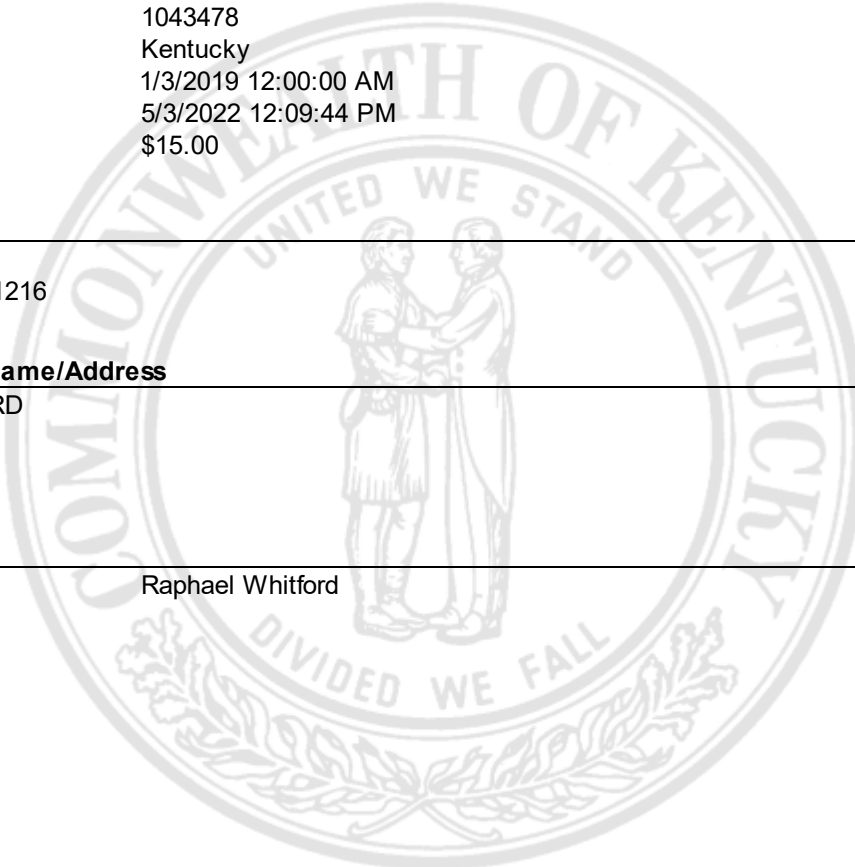 1043478
Kentucky
1/3/2019 12:00:00 AM
5/3/2022 12:09:44 PM
$15.00
COMMONWEALTH OF KENTUCKY
UNITED WE STAND
1216
ame/Address
RD
Raphael Whitford
DIVIDED WE FALL